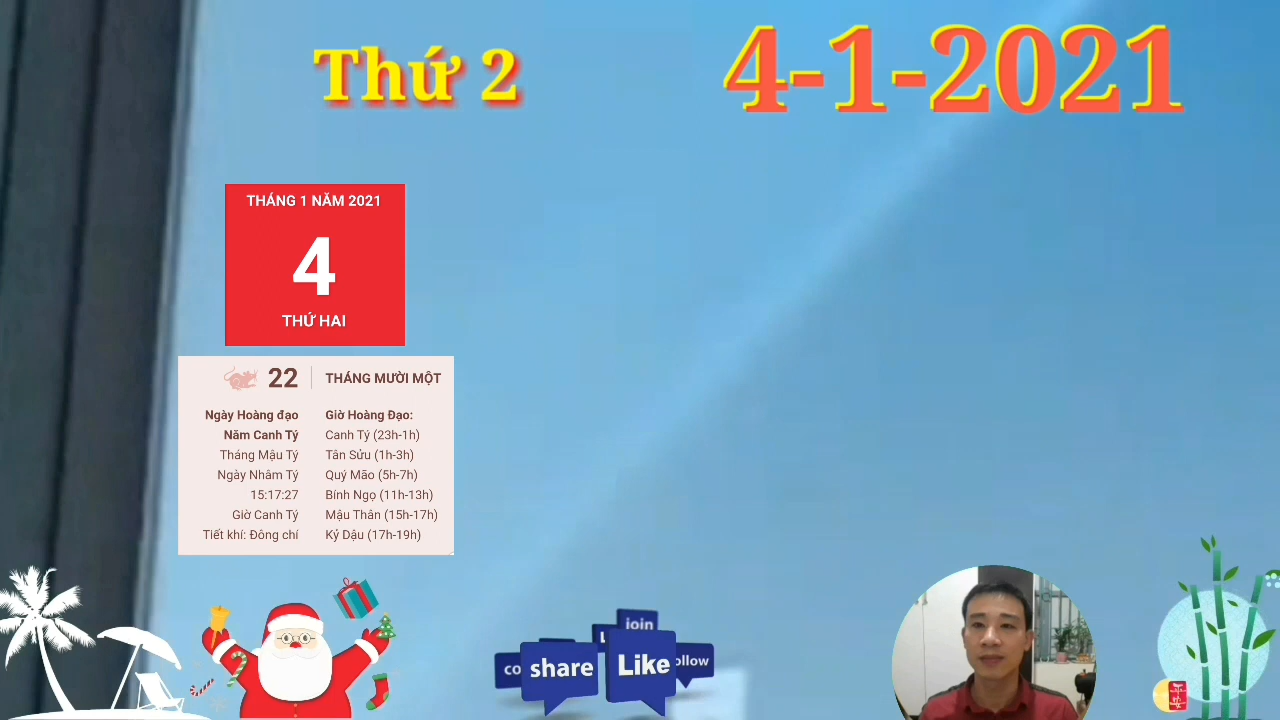 Thứ 2
4-1-2021
THÁNG 1 NĂM 2021
4
THỨ HAI
22
THÁNG MƯỜI MỘT
Ngày Hoàng đạo
Năm Canh Tý
Tháng Mậu Tý
Ngày Nhâm Tý
15:17:27
Giờ Canh Tý
Tiết khí: Đông chí
Giờ Hoàng Đạo:
Canh Tý (23h-1h)
Tân Sửu (1h-3h)
Quý Mão (5h-7h)
Bính Ngọ (11h-13h)
Mậu Thân (15h-17h)
Kỷ Dậu (17h-19h)
join
co
share
L
Like
ollow